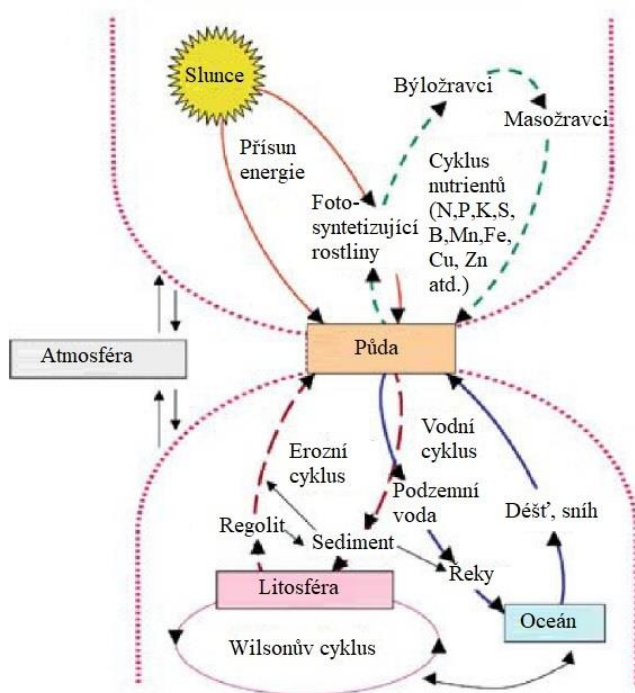 Slunce
Býložravci
Masožravci
Přísun
energie
Foto-
syntetizující
rostliny
Cyklus
nutrientů
(N,P,K,S,
B,Mn,Fe,
Cu, Zn
atd.)
Atmosféra
Půda
Erozní
cyklus
Vodní
cyklus
Podzemní
voda
Déšť, sníh
Regolit
Sediment
Řeky
Litosféra
Oceán
Wilsonův cyklus